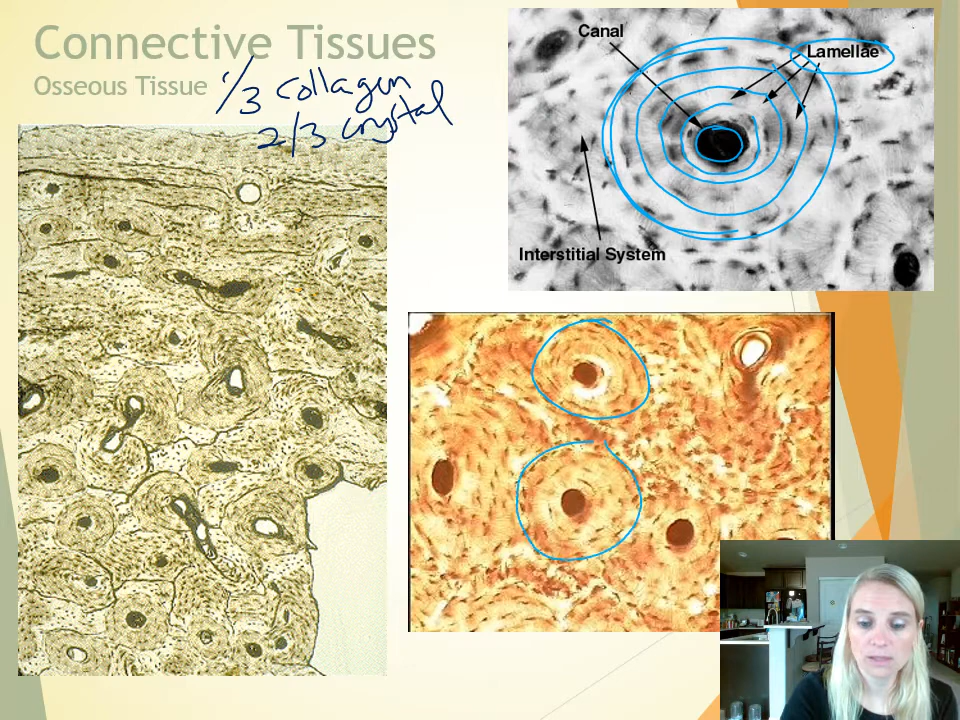 Connective Tissues
Osseous Tissue
1/3 collagen
2/3 crystal
Canal
Lamellae
Interstitial System